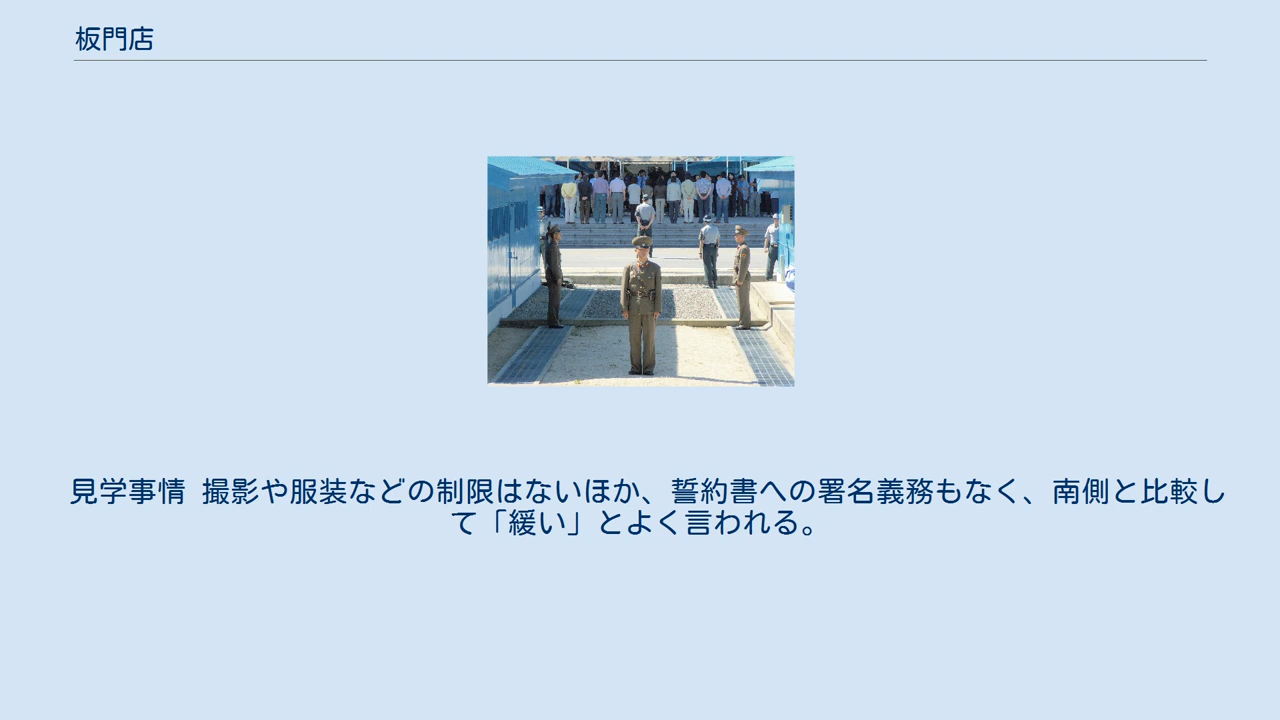 板門店
見学事情 撮影や服装などの制限はないほか、誓約書への署名義務もなく、南側と比較し
て「緩い」とよく言われる。